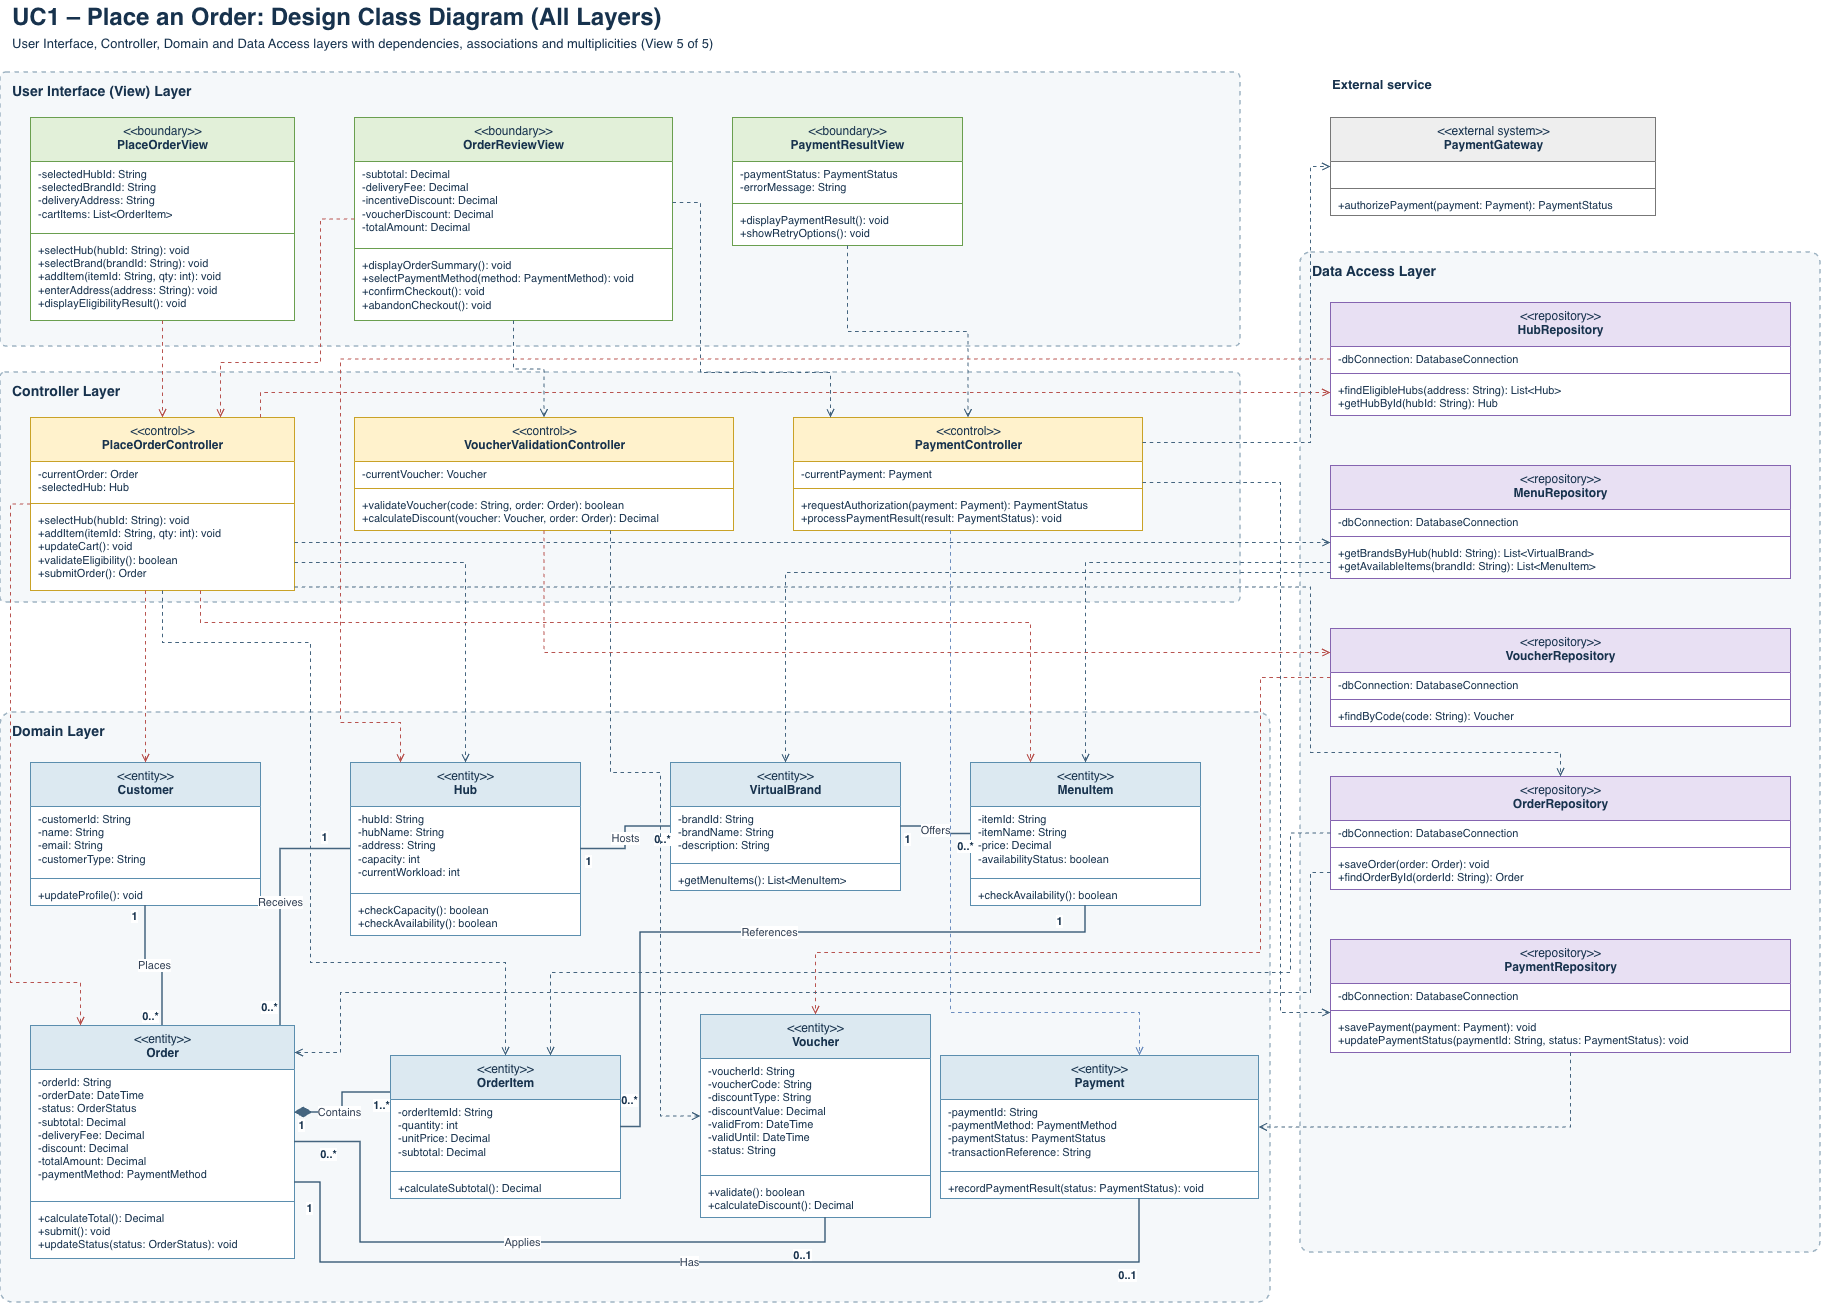 UC1 – Place an Order: Design Class Diagram (All Layers)
User Interface, Controller, Domain and Data Access layers with dependencies, associations and multiplicities (View 5 of 5)
User Interface (View) Layer
<<boundary>>
PlaceOrderView
-selectedHubId: String
-selectedBrandId: String
-deliveryAddress: String
-cartItems: List<OrderItem>
+selectHub(hubId: String): void
+selectBrand(brandId: String): void
+addItem(itemId: String, qty: int): void
+enterAddress(address: String): void
+displayEligibilityResult(): void
<<boundary>>
OrderReviewView
-subtotal: Decimal
-deliveryFee: Decimal
-incentiveDiscount: Decimal
-voucherDiscount: Decimal
-totalAmount: Decimal
+displayOrderSummary(): void
+selectPaymentMethod(method: PaymentMethod): void
+confirmCheckout(): void
+abandonCheckout(): void
<<boundary>>
PaymentResultView
-paymentStatus: PaymentStatus
-errorMessage: String
+displayPaymentResult(): void
+showRetryOptions(): void
External service
<<external system>>
PaymentGateway
+authorizePayment(payment: Payment): PaymentStatus
Controller Layer
<<control>>
PlaceOrderController
-currentOrder: Order
-selectedHub: Hub
+selectHub(hubId: String): void
+addItem(itemId: String, qty: int): void
+updateCart(): void
+validateEligibility(): boolean
+submitOrder(): Order
<<control>>
VoucherValidationController
-currentVoucher: Voucher
+validateVoucher(code: String, order: Order): boolean
+calculateDiscount(voucher: Voucher, order: Order): Decimal
<<control>>
PaymentController
-currentPayment: Payment
+requestAuthorization(payment: Payment): PaymentStatus
+processPaymentResult(result: PaymentStatus): void
Data Access Layer
<<repository>>
HubRepository
-dbConnection: DatabaseConnection
+findEligibleHubs(address: String): List<Hub>
+getHubById(hubId: String): Hub
<<repository>>
MenuRepository
-dbConnection: DatabaseConnection
+getBrandsByHub(hubId: String): List<VirtualBrand>
+getAvailableItems(brandId: String): List<MenuItem>
<<repository>>
VoucherRepository
-dbConnection: DatabaseConnection
+findByCode(code: String): Voucher
<<repository>>
OrderRepository
-dbConnection: DatabaseConnection
+saveOrder(order: Order): void
+findOrderById(orderId: String): Order
<<repository>>
PaymentRepository
-dbConnection: DatabaseConnection
+savePayment(payment: Payment): void
+updatePaymentStatus(paymentId: String, status: PaymentStatus): void
Domain Layer
<<entity>>
Customer
-customerId: String
-name: String
-email: String
-customerType: String
+updateProfile(): void
<<entity>>
Hub
-hubId: String
-hubName: String
-address: String
-capacity: int
-currentWorkload: int
+checkCapacity(): boolean
+checkAvailability(): boolean
<<entity>>
VirtualBrand
-brandId: String
-brandName: String
-description: String
+getMenuItems(): List<MenuItem>
<<entity>>
MenuItem
-itemId: String
-itemName: String
-price: Decimal
-availabilityStatus: boolean
+checkAvailability(): boolean
1
Receives
0..*
1
Hosts
0..*
1
Offers
0..*
1
Places
0..*
1
References
0..*
<<entity>>
Order
-orderId: String
-orderDate: DateTime
-status: OrderStatus
-subtotal: Decimal
-deliveryFee: Decimal
-discount: Decimal
-totalAmount: Decimal
-paymentMethod: PaymentMethod
+calculateTotal(): Decimal
+submit(): void
+updateStatus(status: OrderStatus): void
1
Contains
1..*
<<entity>>
OrderItem
-orderItemId: String
-quantity: int
-unitPrice: Decimal
-subtotal: Decimal
+calculateSubtotal(): Decimal
<<entity>>
Voucher
-voucherId: String
-voucherCode: String
-discountType: String
-discountValue: Decimal
-validFrom: DateTime
-validUntil: DateTime
-status: String
+validate(): boolean
+calculateDiscount(): Decimal
<<entity>>
Payment
-paymentId: String
-paymentMethod: PaymentMethod
-paymentStatus: PaymentStatus
-transactionReference: String
+recordPaymentResult(status: PaymentStatus): void
0..*
Applies
0..1
1
Has
0..1